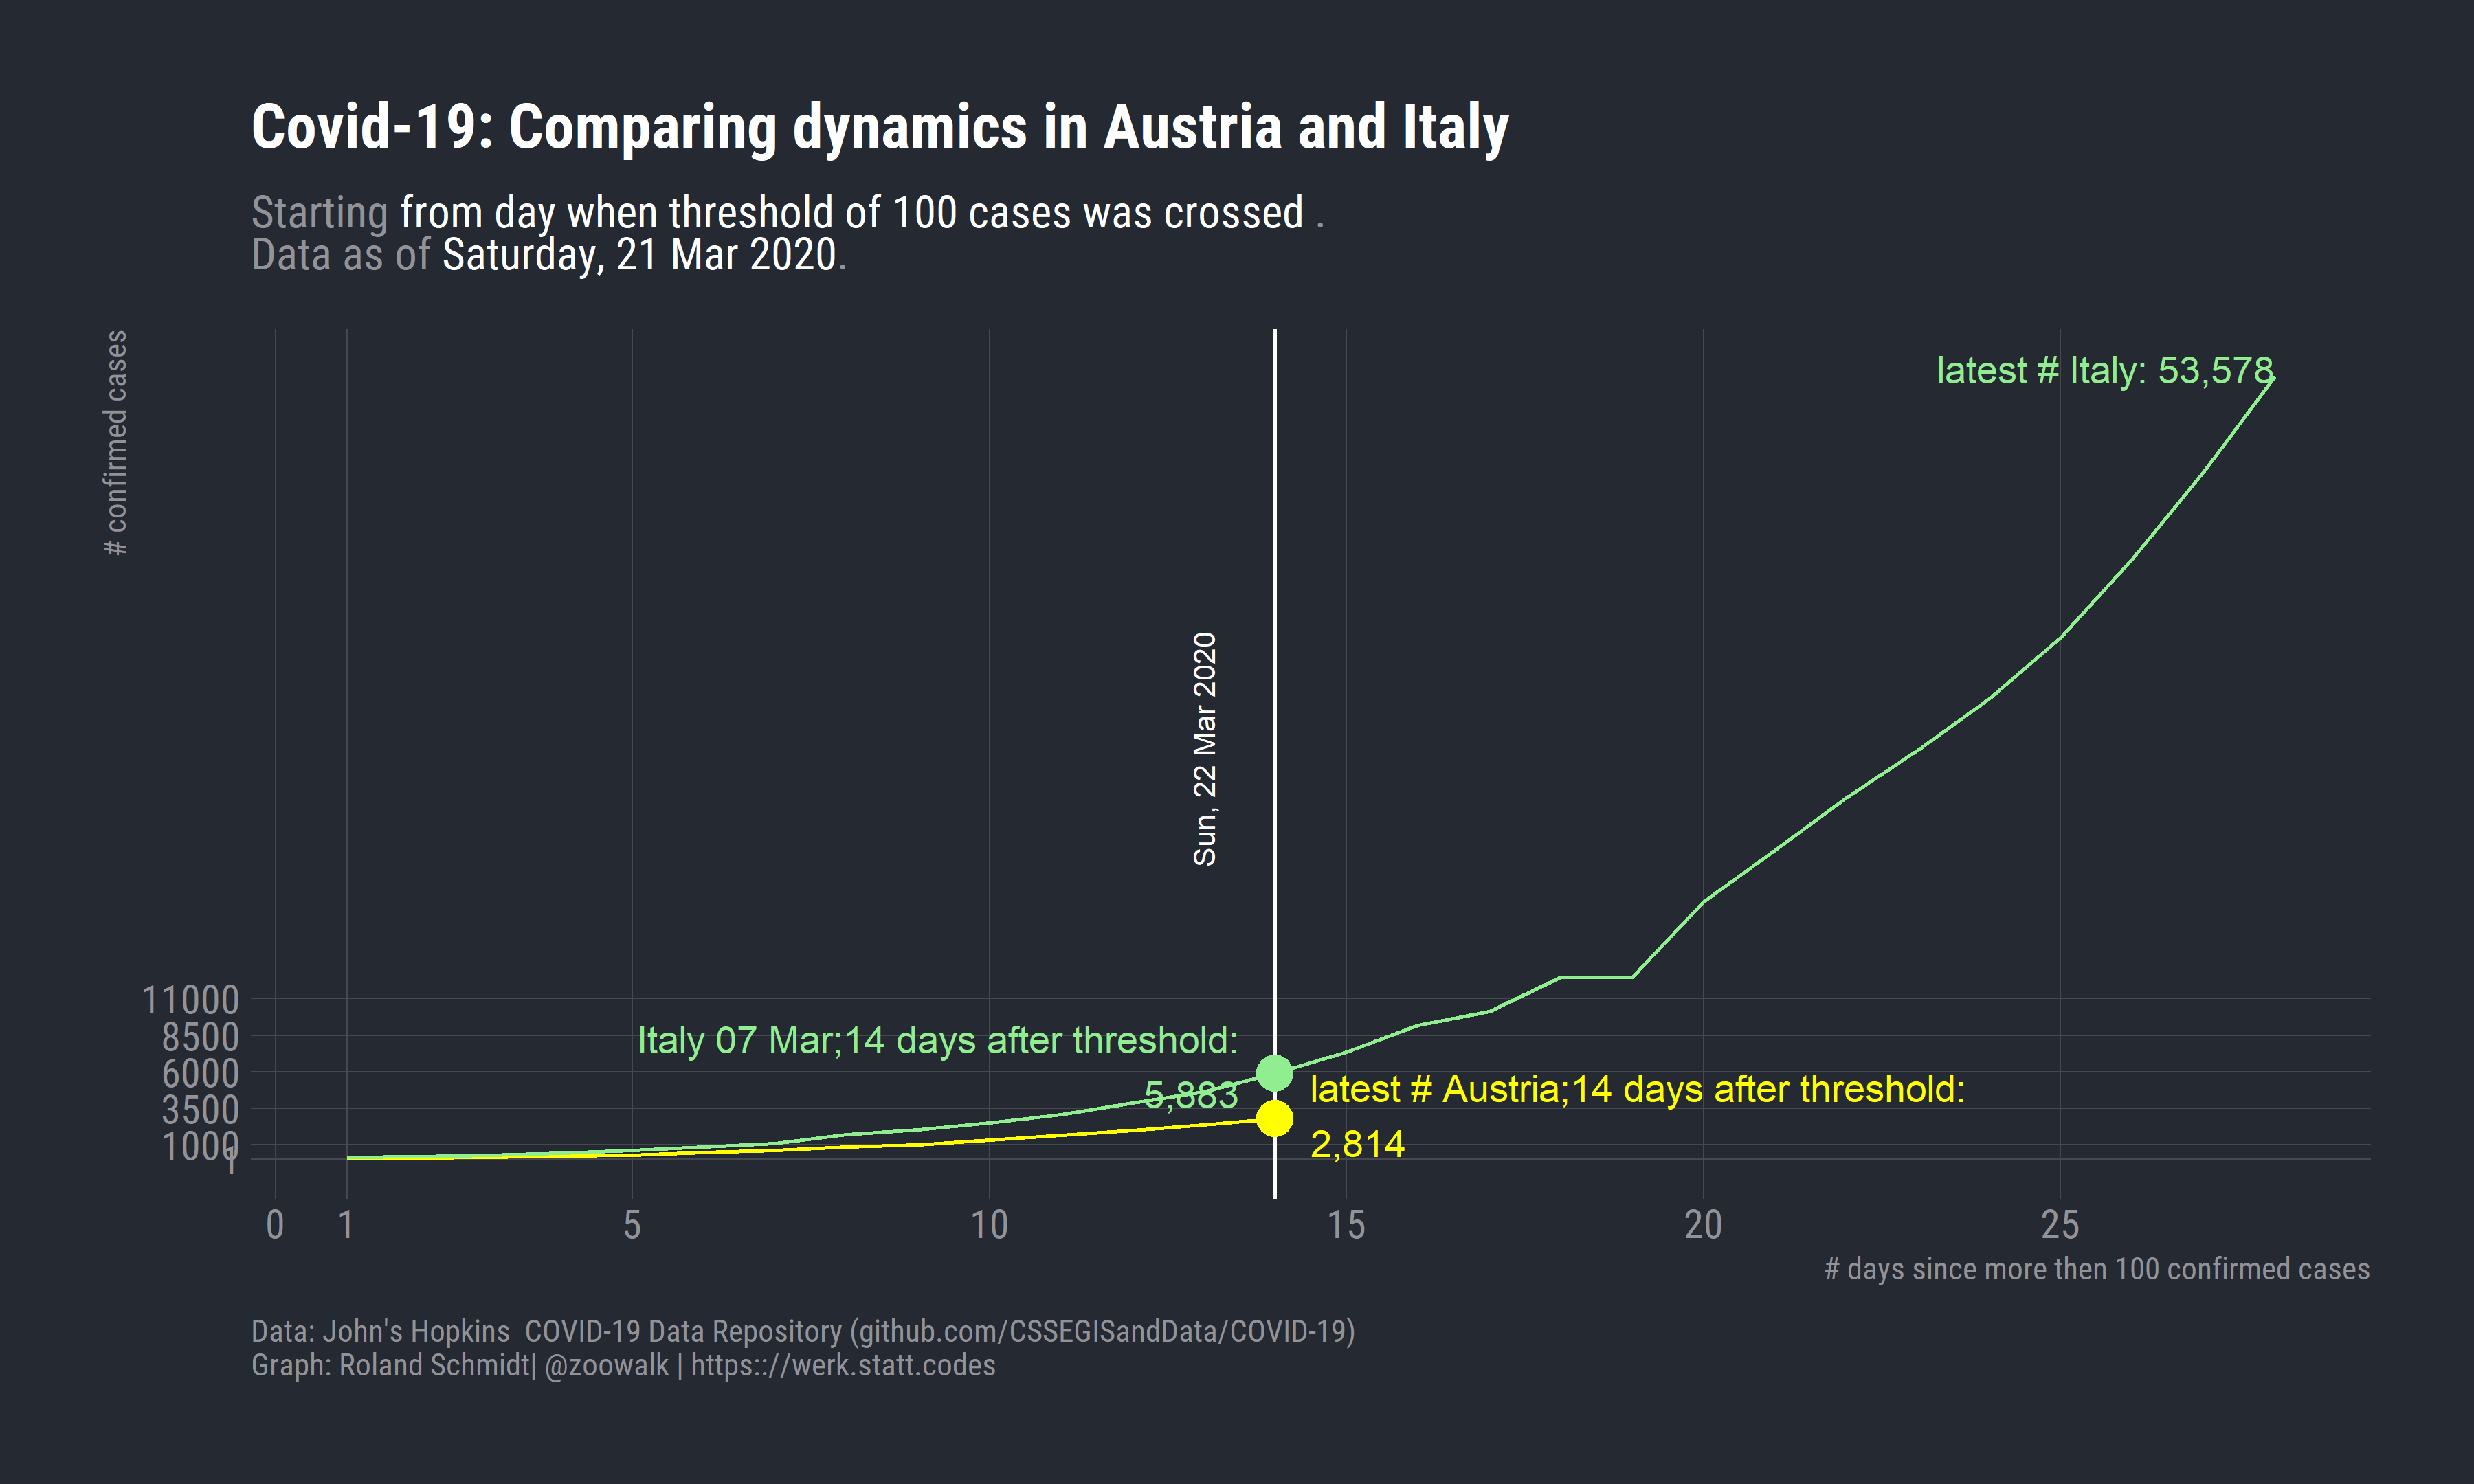 Covid-19: Comparing dynamics in Austria and Italy
Starting from day when threshold of 100 cases was crossed .
Data as of Saturday, 21 Mar 2020.
# confirmed cases
latest # Italy: 53,578
Sun, 22 Mar 2020
11000
8500
6000
3500
1000
1
Italy 07 Mar;14 days after threshold:
5,883
latest # Austria;14 days after threshold:
2,814
0 1 5 10 15 20 25
# days since more then 100 confirmed cases
Data: John's Hopkins  COVID-19 Data Repository (github.com/CSSEGISandData/COVID-19)
Graph: Roland Schmidt| @zoowalk | https:://werk.statt.codes